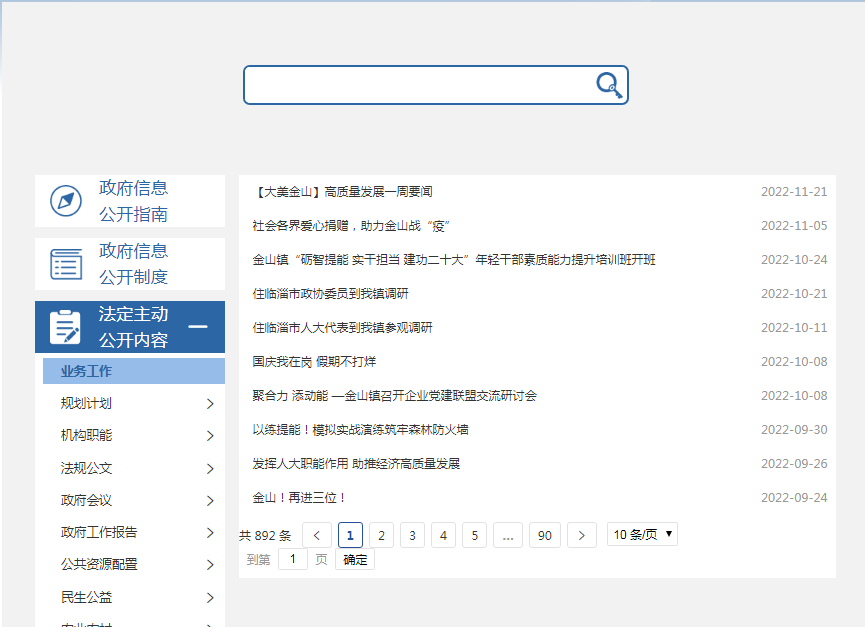 政府信息
公开指南
政府信息
公开制度
法定主动
公开内容
业务工作
规划计划
机构职能
法规公文
政府会议
政府工作报告
公共资源配置
民生公益
【大美金山】高质量发展一周要闻 2022-11-21
社会各界爱心捐赠，助力金山战“疫” 2022-11-05
金山镇“砺智提能 实干担当 建功二十大”年轻干部素质能力提升培训班开班 2022-10-24
住临淄市政协委员到我镇调研 2022-10-21
住临淄市人大代表到我镇参观调研 2022-10-11
国庆我在岗 假期不打烊 2022-10-08
聚合力 添动能 —金山镇召开企业党建联盟交流研讨会 2022-10-08
以练提能！模拟实战演练筑牢森林防火墙 2022-09-30
发挥人大职能作用 助推经济高质量发展 2022-09-26
金山！再进三位！ 2022-09-24
共 892 条 < 1 2 3 4 5 … 90 > 10 条/页
到第 1 页 确定